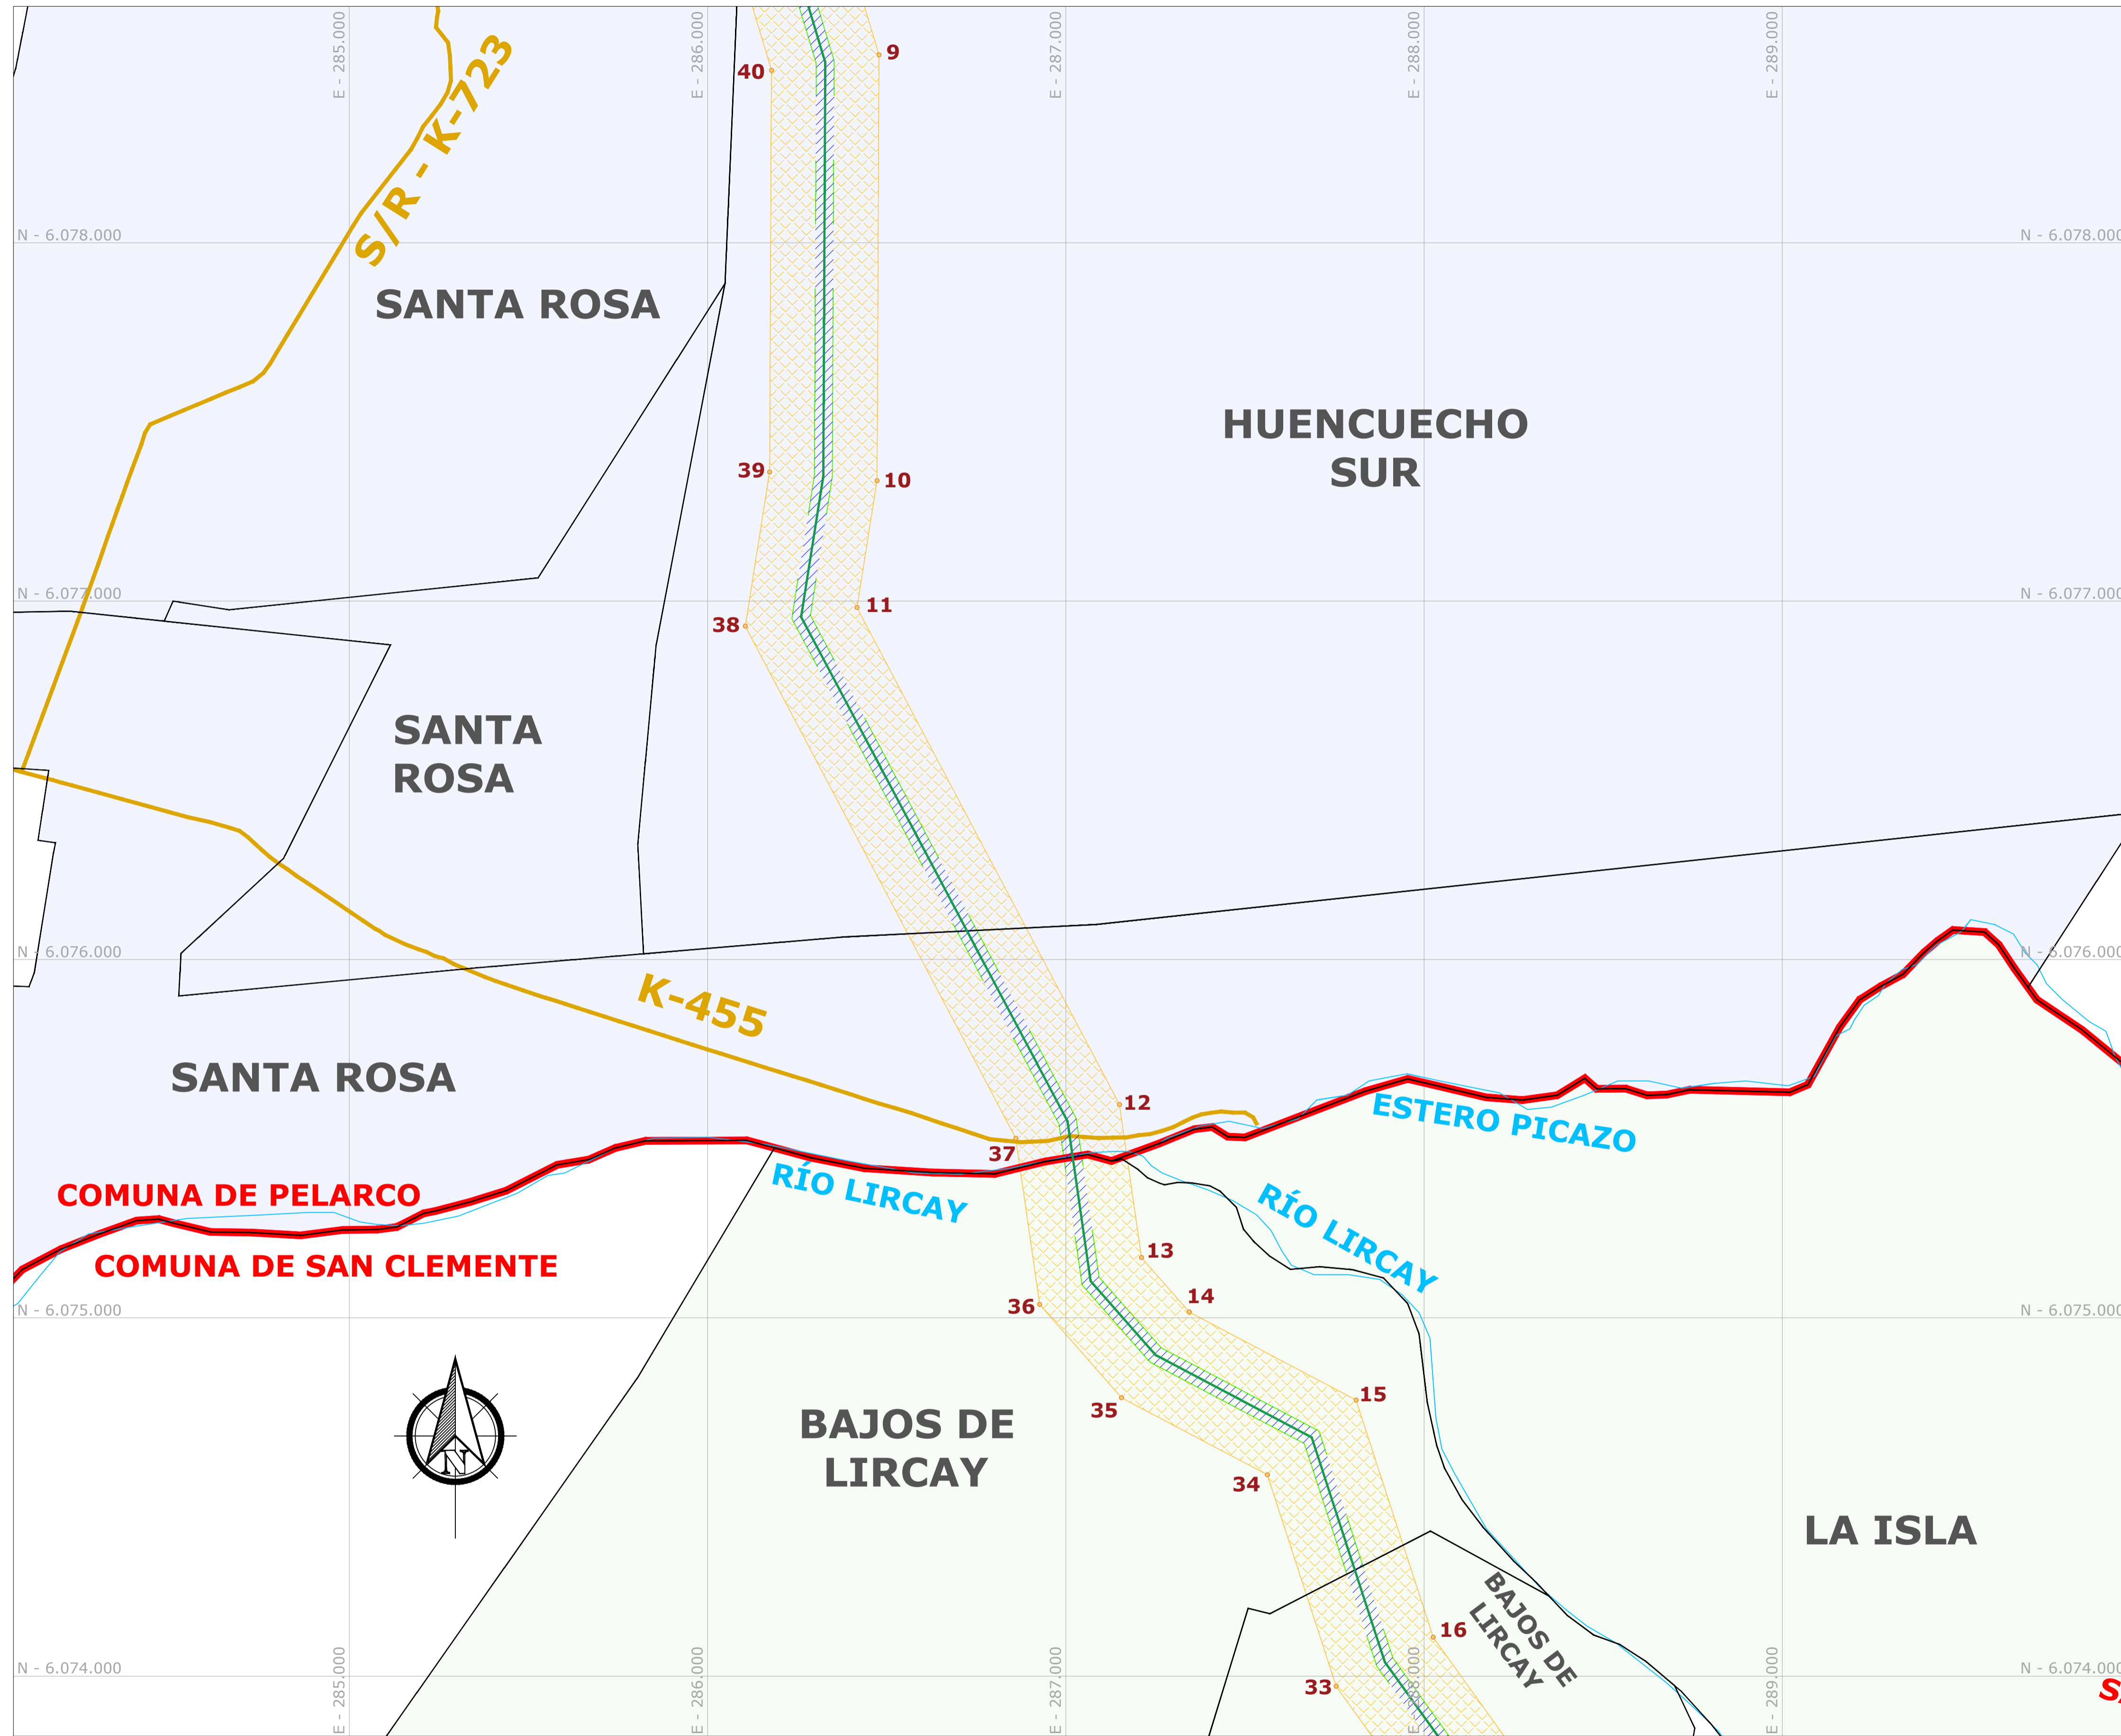 E - 285.000
E - 286.000
E - 287.000
E - 288.000
E - 289.000
9
40
S/R - K-723
N - 6.078.000
N - 6.078.000
SANTA ROSA
HUENCUECHO
SUR
39
10
N - 6.077.000
N - 6.077.000
11
38
SANTA
ROSA
N - 6.076.000
N - 6.076.000
K-455
SANTA ROSA
12
ESTERO PICAZO
37
RÍO LIRCAY
COMUNA DE PELARCO
RÍO LIRCAY
COMUNA DE SAN CLEMENTE
13
14
36
N - 6.075.000
N - 6.075.000
15
35
BAJOS DE
LIRCAY
N
34
LA ISLA
BAJOS DE
LIRCAY
16
33
N - 6.074.000
N - 6.074.000
E - 285.000
E - 286.000
E - 287.000
E - 288.000
E - 289.000